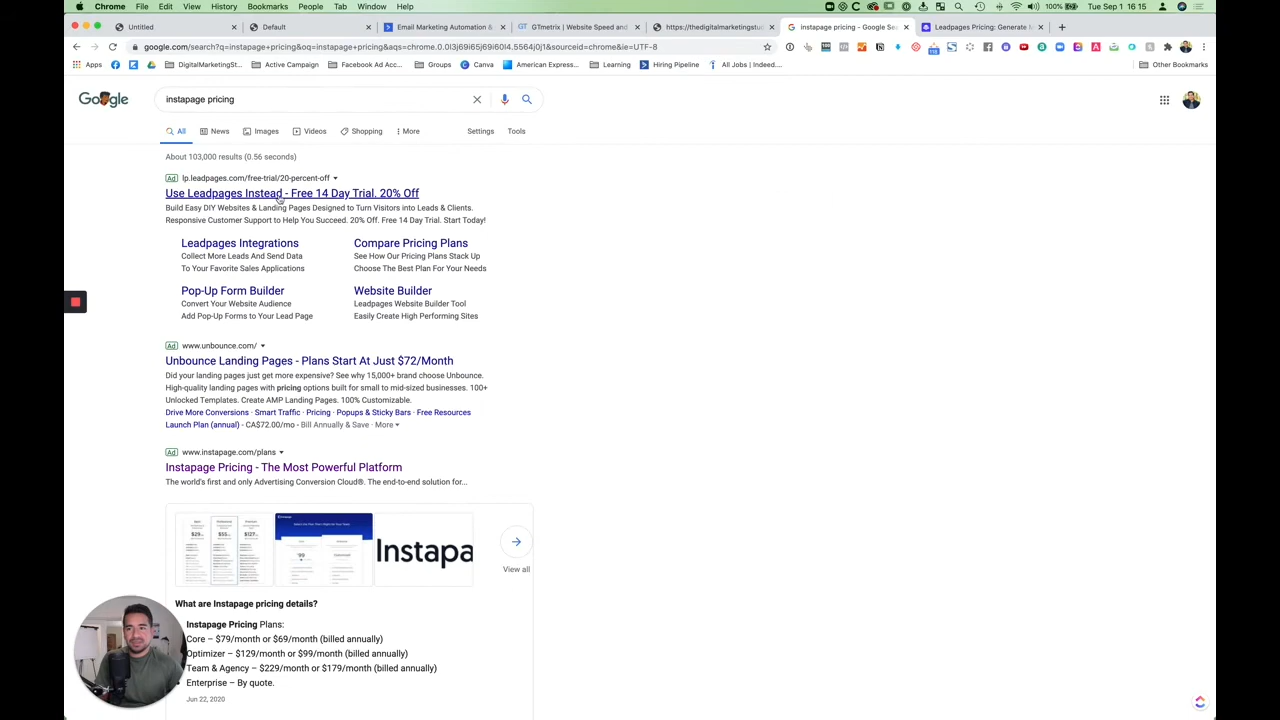 Chrome File Edit View History Bookmarks People Tab Window Help
100% Tue Sep 1 16:15
Untitled
Default
Email Marketing Automation &
GTmetrix | Website Speed and
https://thedigitalmarketingstu
instapage pricing - Google Sea
Leadpages Pricing: Generate M
google.com/search?q=instapage+pricing&oq=instapage+pricing&aqs=chrome.0.0l3j69i65j69i60l4.5564j0j1&sourceid=chrome&ie=UTF-8
Apps
DigitalMarketingSt...
Active Campaign
Facebook Ad Acc...
Groups
Canva
American Express...
Learning
Hiring Pipeline
All Jobs | Indeed....
Other Bookmarks
Google
instapage pricing
All
News
Images
Videos
Shopping
More
Settings
Tools
About 103,000 results (0.56 seconds)
Ad lp.leadpages.com/free-trial/20-percent-off
Use Leadpages Instead - Free 14 Day Trial. 20% Off
Build Easy DIY Websites & Landing Pages Designed to Turn Visitors into Leads & Clients.
Responsive Customer Support to Help You Succeed. 20% Off. Free 14 Day Trial. Start Today!
Leadpages Integrations
Collect More Leads And Send Data
To Your Favorite Sales Applications
Compare Pricing Plans
See How Our Pricing Plans Stack Up
Choose The Best Plan For Your Needs
Pop-Up Form Builder
Convert Your Website Audience
Add Pop-Up Forms to Your Lead Page
Website Builder
Leadpages Website Builder Tool
Easily Create High Performing Sites
Ad www.unbounce.com/
Unbounce Landing Pages - Plans Start At Just $72/Month
Did your landing pages just get more expensive? See why 15,000+ brand choose Unbounce.
High-quality landing pages with pricing options built for small to mid-sized businesses. 100+
Unlocked Templates. Create AMP Landing Pages. 100% Customizable.
Drive More Conversions · Smart Traffic · Pricing · Popups & Sticky Bars · Free Resources
Launch Plan (annual) - CA$72.00/mo - Bill Annually & Save · More
Ad www.instapage.com/plans
Instapage Pricing - The Most Powerful Platform
The world's first and only Advertising Conversion Cloud®. The end-to-end solution for...
Instapa
View all
What are Instapage pricing details?
Instapage Pricing Plans:
Core – $79/month or $69/month (billed annually)
Optimizer – $129/month or $99/month (billed annually)
Team & Agency – $229/month or $179/month (billed annually)
Enterprise – By quote.
Jun 22, 2020